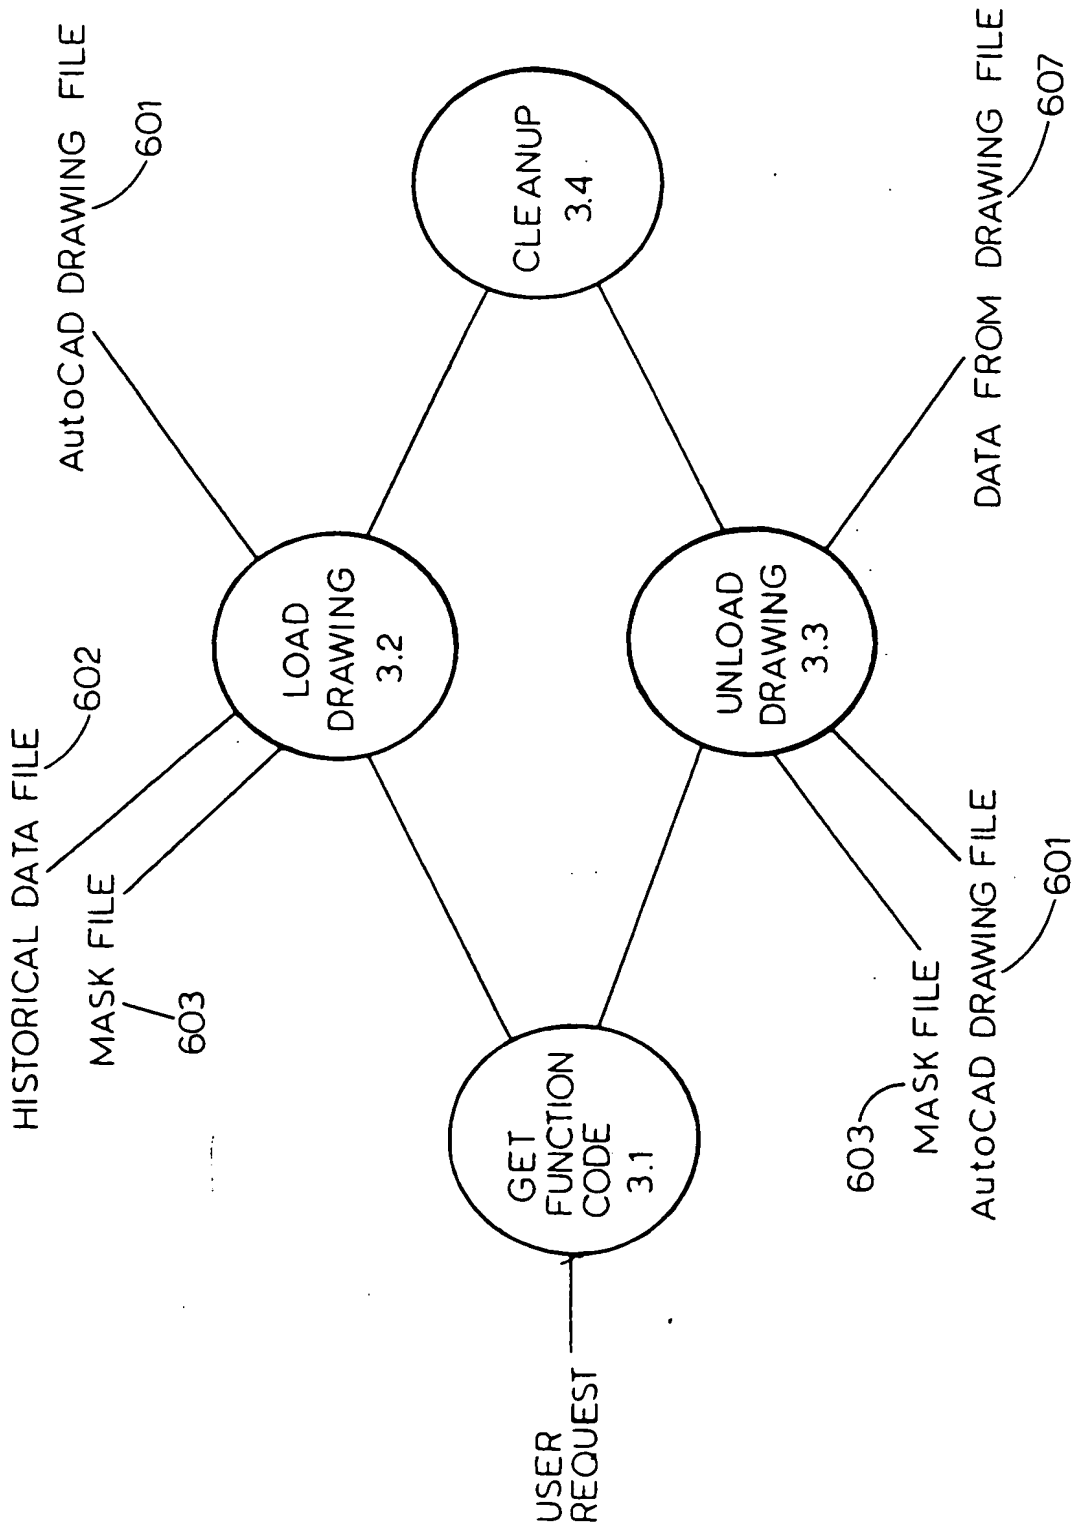 HISTORICAL DATA FILE
602
MASK FILE
603
AutoCAD DRAWING FILE
601
LOAD
DRAWING
3.2
USER
REQUEST
GET
FUNCTION
CODE
3.1
CLEANUP
3.4
UNLOAD
DRAWING
3.3
603
MASK FILE
AutoCAD DRAWING FILE
601
DATA FROM DRAWING FILE
607